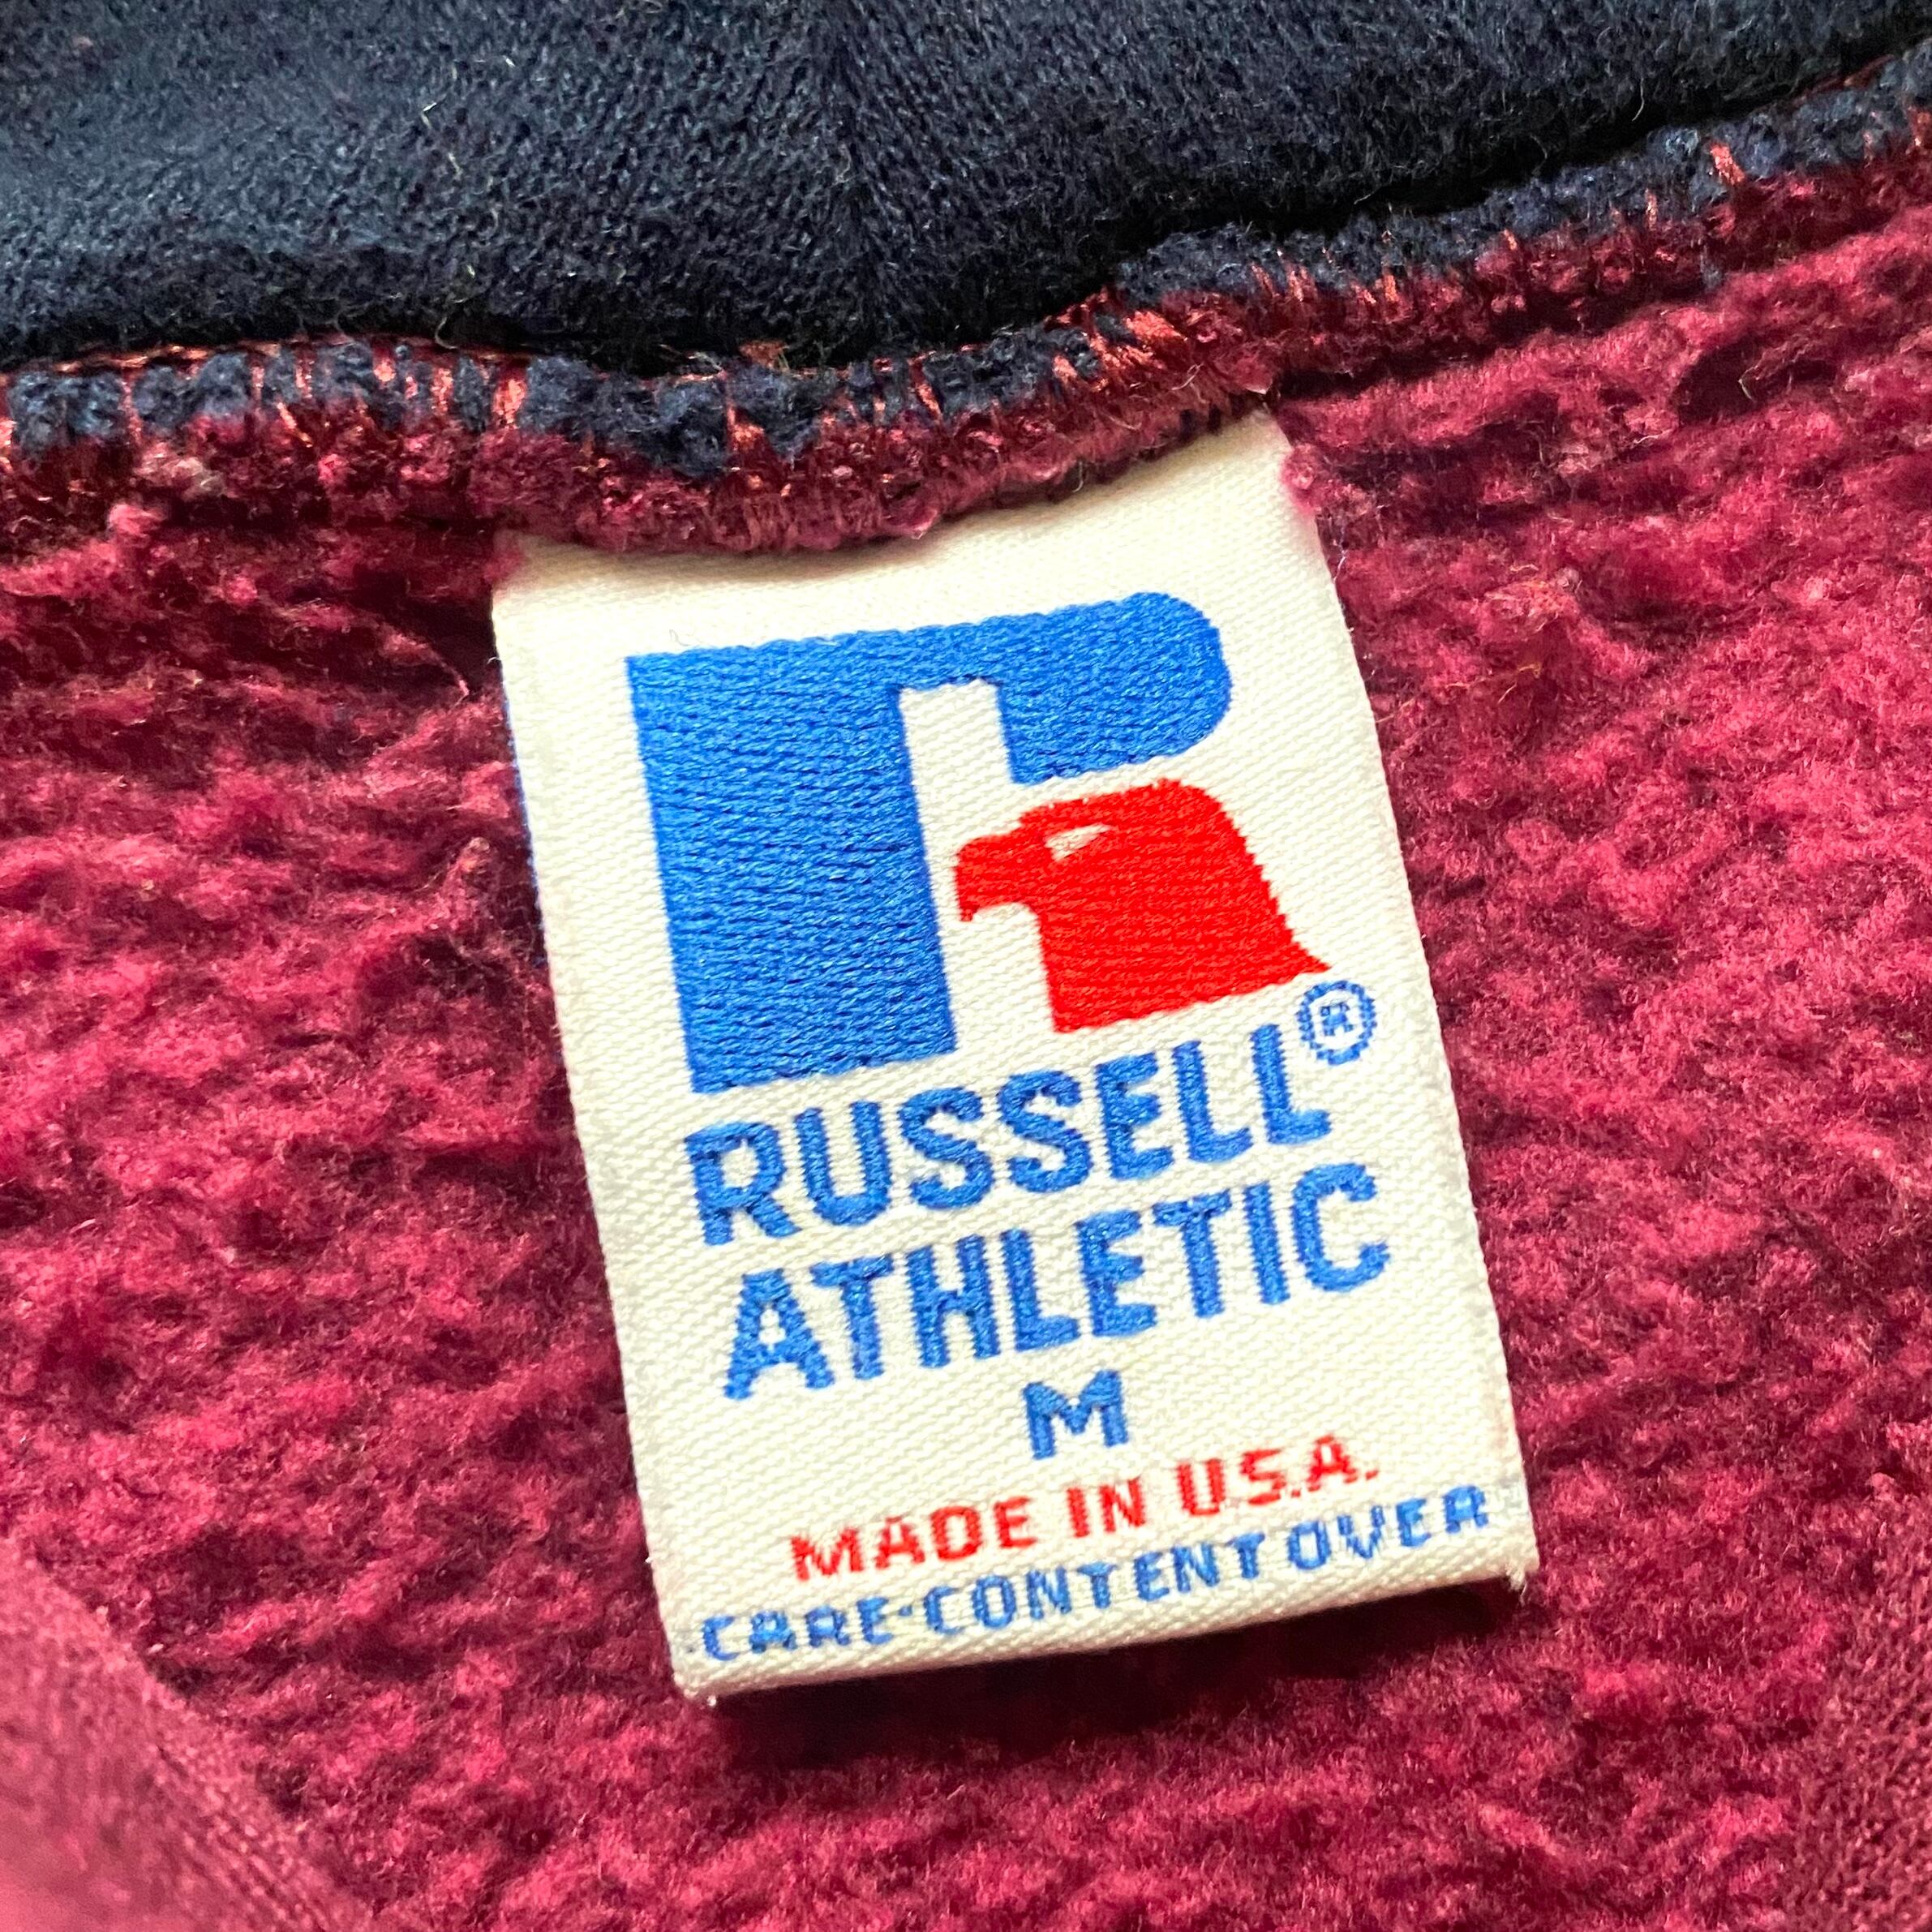 R
RUSSELL®
ATHLETIC
M
MADE IN U.S.A.
CARE·CONTENT OVER